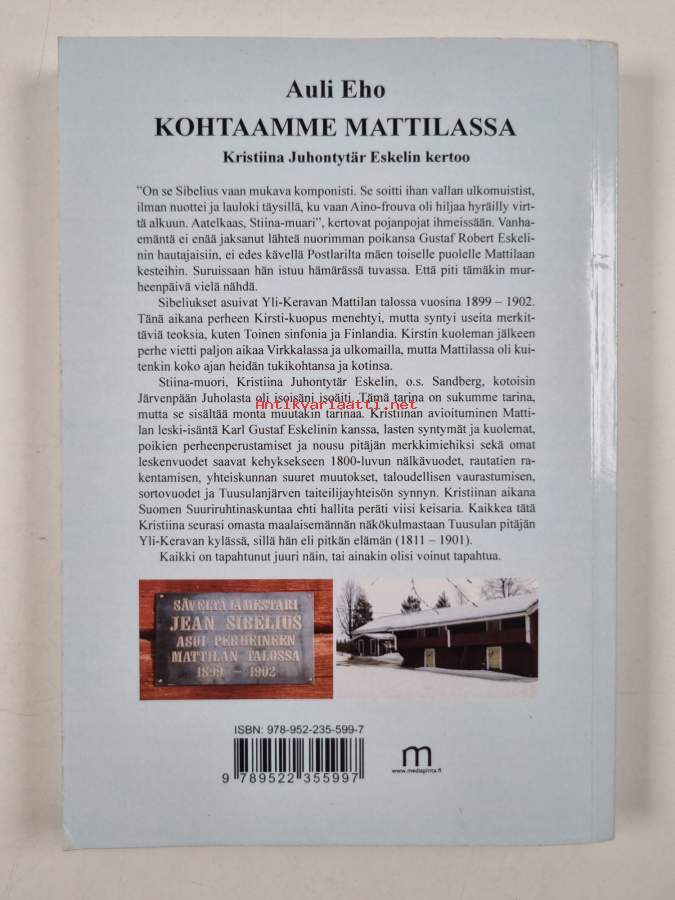 Auli Eho
KOHTAAMME MATTILASSA
Kristiina Juhontytär Eskelin kertoo
"On se Sibelius vaan mukava komponisti. Se soitti ihan vallan ulkomuistist,
ilman nuottei ja lauloki täysillä, ku vaan Aino-frouva oli hiljaa hyräilly virt-
tä alkuun. Aatelkaas, Stiina-muari", kertovat pojanpojat ihmeissään. Vanha-
emäntä ei enää jaksanut lähteä nuorimman poikansa Gustaf Robert Eskeli-
nin hautajaisiin, ei edes kävellä Postlarilta mäen toiselle puolelle Mattilaan
kesteihin. Suruissaan hän istuu hämärässä tuvassa. Että piti tämäkin mur-
heenpäivä vielä nähdä.
Sibeliukset asuivat Yli-Keravan Mattilan talossa vuosina 1899 – 1902.
Tänä aikana perheen Kirsti-kuopus menehtyi, mutta syntyi useita merkit-
täviä teoksia, kuten Toinen sinfonia ja Finlandia. Kirstin kuoleman jälkeen
perhe vietti paljon aikaa Virkkalassa ja ulkomailla, mutta Mattilassa oli kui-
tenkin koko ajan heidän tukikohtansa ja kotinsa.
Stiina-muori, Kristiina Juhontytär Eskelin, o.s. Sandberg, kotoisin
Järvenpään Juholasta oli isoisäni isoäiti. Tämä tarina on sukumme tarina,
Antikvariaatti.net
mutta se sisältää monta muutakin tarinaa. Kristiinan avioituminen Matti-
lan leski-isäntä Karl Gustaf Eskelinin kanssa, lasten syntymät ja kuolemat,
poikien perheenperustamiset ja nousu pitäjän merkkimiehiksi sekä omat
leskenvuodet saavat kehyksekseen 1800-luvun nälkävuodet, rautatien ra-
kentamisen, yhteiskunnan suuret muutokset, taloudellisen vaurastumisen,
sortovuodet ja Tuusulanjärven taiteilijayhteisön synnyn. Kristiinan aikana
Suomen Suuriruhtinaskuntaa ehti hallita peräti viisi keisaria. Kaikkea tätä
Kristiina seurasi omasta maalaisemännän näkökulmastaan Tuusulan pitäjän
Yli-Keravan kylässä, sillä hän eli pitkän elämän (1811 – 1901).
Kaikki on tapahtunut juuri näin, tai ainakin olisi voinut tapahtua.
SÄVELTÄJÄMESTARI
JEAN SIBELIUS
ASUI PERHEINEEN
MATTILAN TALOSSA
1899 – 1902
ISBN: 978-952-235-599-7
9 789522 355997
m
www.mediapinta.fi